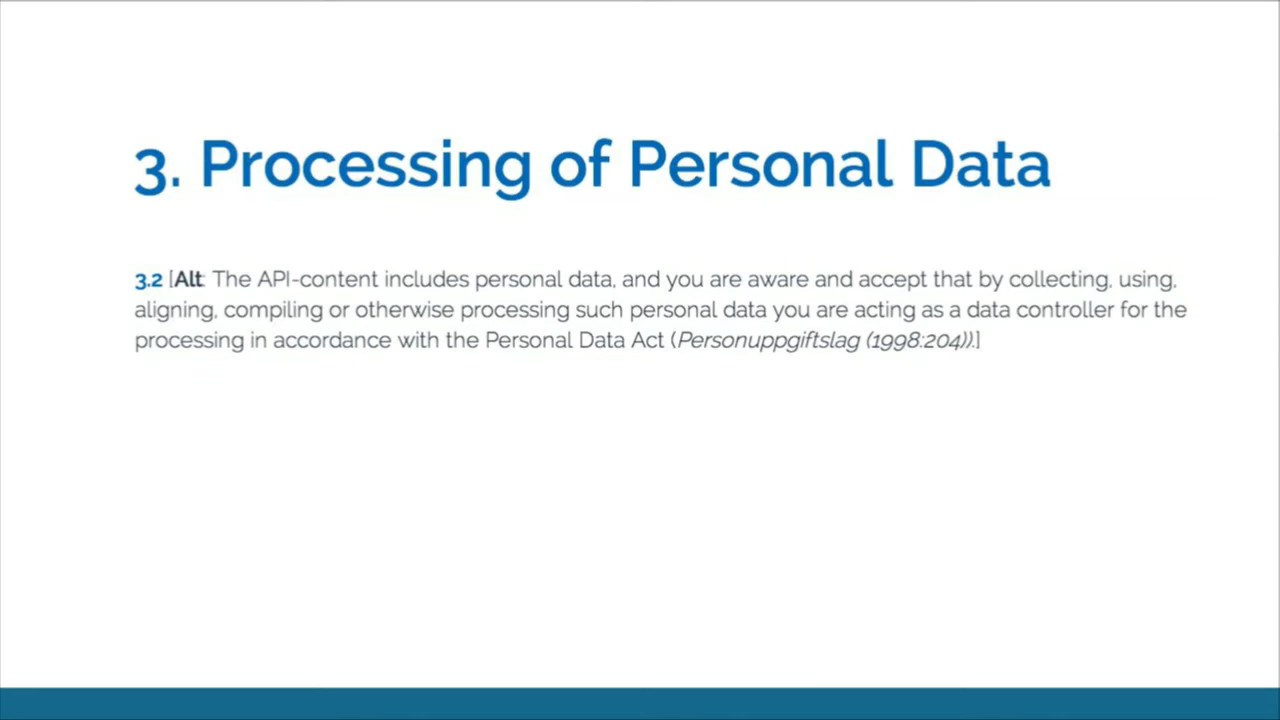 3. Processing of Personal Data
3.2 [Alt: The API-content includes personal data, and you are aware and accept that by collecting, using,
aligning, compiling or otherwise processing such personal data you are acting as a data controller for the
processing in accordance with the Personal Data Act (Personuppgiftslag (1998:204)).]